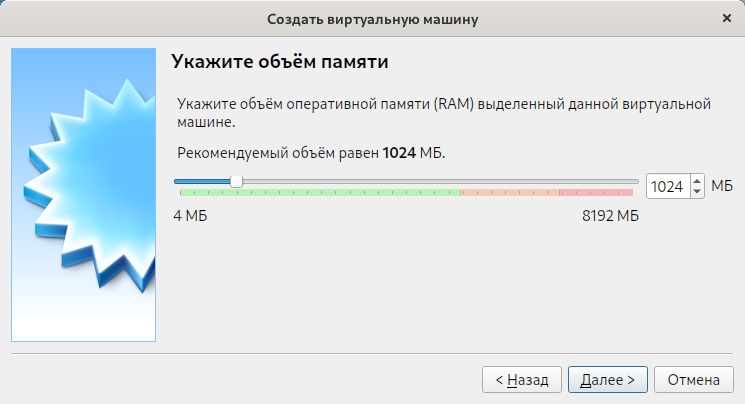 Создать виртуальную машину
Укажите объём памяти
Укажите объём оперативной памяти (RAM) выделенный данной виртуальной
машине.
Рекомендуемый объём равен 1024 МБ.
1024 МБ
4 МБ 8192 МБ
< Назад Далее > Отмена